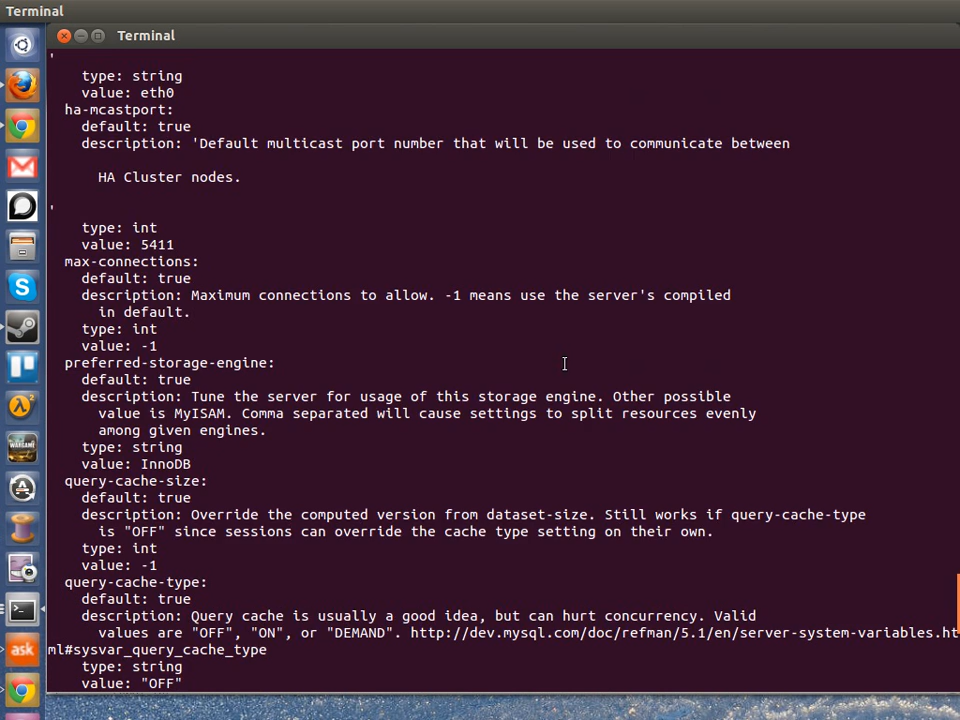 Terminal
Terminal
'
type: string
value: eth0
ha-mcastport:
default: true
description: 'Default multicast port number that will be used to communicate between
HA Cluster nodes.
'
type: int
value: 5411
max-connections:
default: true
description: Maximum connections to allow. -1 means use the server's compiled
in default.
type: int
value: -1
preferred-storage-engine:
default: true
description: Tune the server for usage of this storage engine. Other possible
value is MyISAM. Comma separated will cause settings to split resources evenly
among given engines.
type: string
value: InnoDB
query-cache-size:
default: true
description: Override the computed version from dataset-size. Still works if query-cache-type
is "OFF" since sessions can override the cache type setting on their own.
type: int
value: -1
query-cache-type:
default: true
description: Query cache is usually a good idea, but can hurt concurrency. Valid
values are "OFF", "ON", or "DEMAND". http://dev.mysql.com/doc/refman/5.1/en/server-system-variables.ht
ml#sysvar_query_cache_type
type: string
value: "OFF"
ask